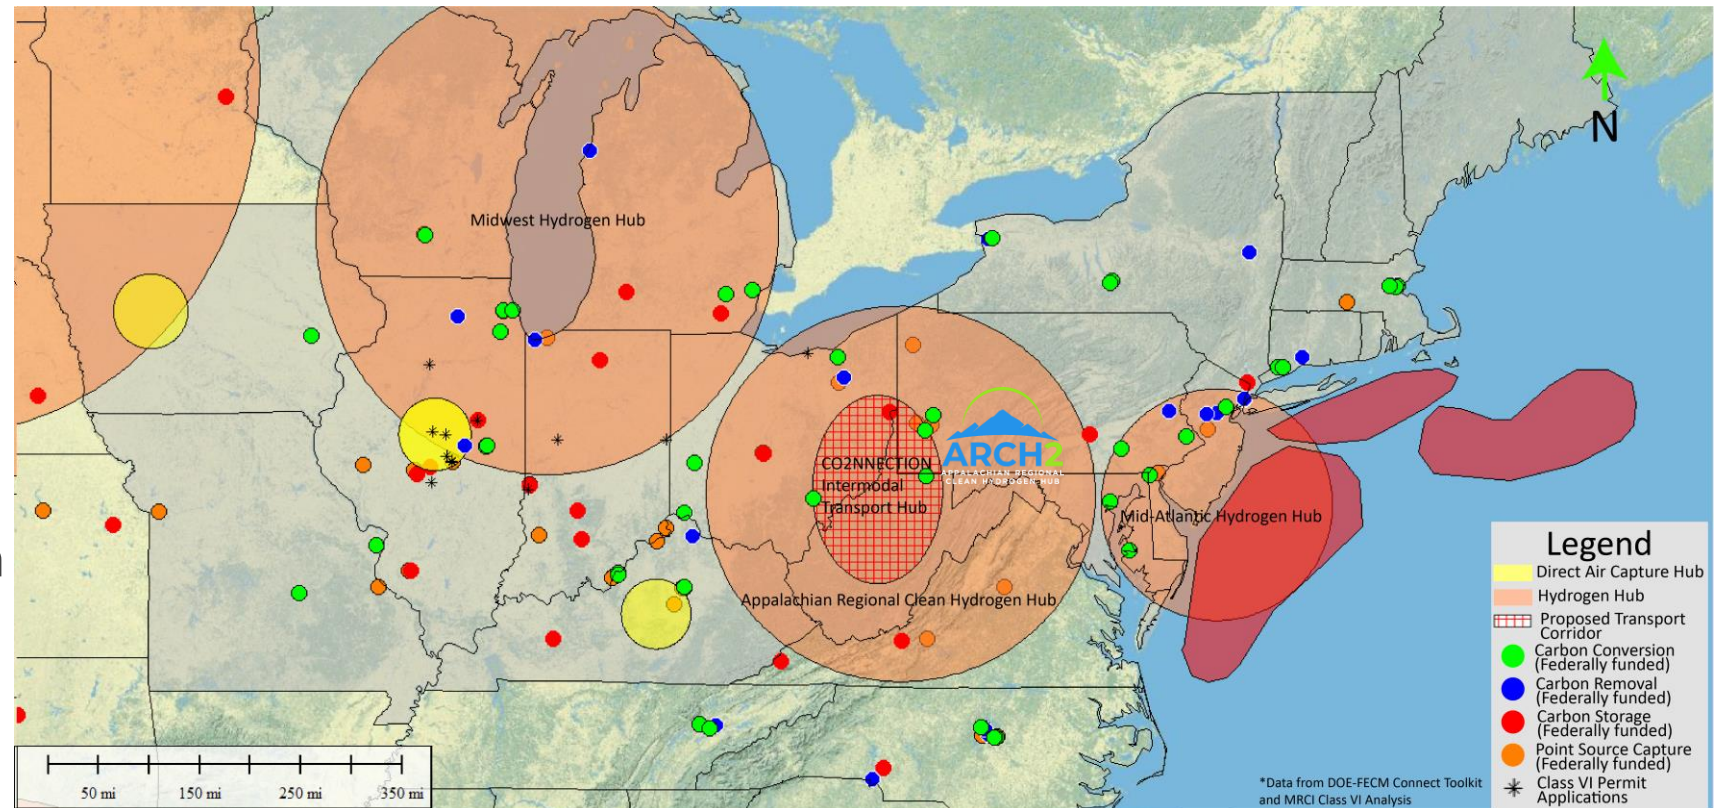 Midwest Hydrogen Hub
N
ARCH2
APPALACHIAN REGIONAL
CLEAN HYDROGEN HUB
CO2NNECTION
Intermodal
Transport Hub
Mid-Atlantic Hydrogen Hub
Appalachian Regional Clean Hydrogen Hub
Legend
Direct Air Capture Hub
Hydrogen Hub
Proposed Transport
Corridor
Carbon Conversion
(Federally funded)
Carbon Removal
(Federally funded)
Carbon Storage
(Federally funded)
Point Source Capture
(Federally funded)
Class VI Permit
Applications
50 mi 150 mi 250 mi 350 mi
*Data from DOE-FECM Connect Toolkit
and MRCI Class VI Analysis